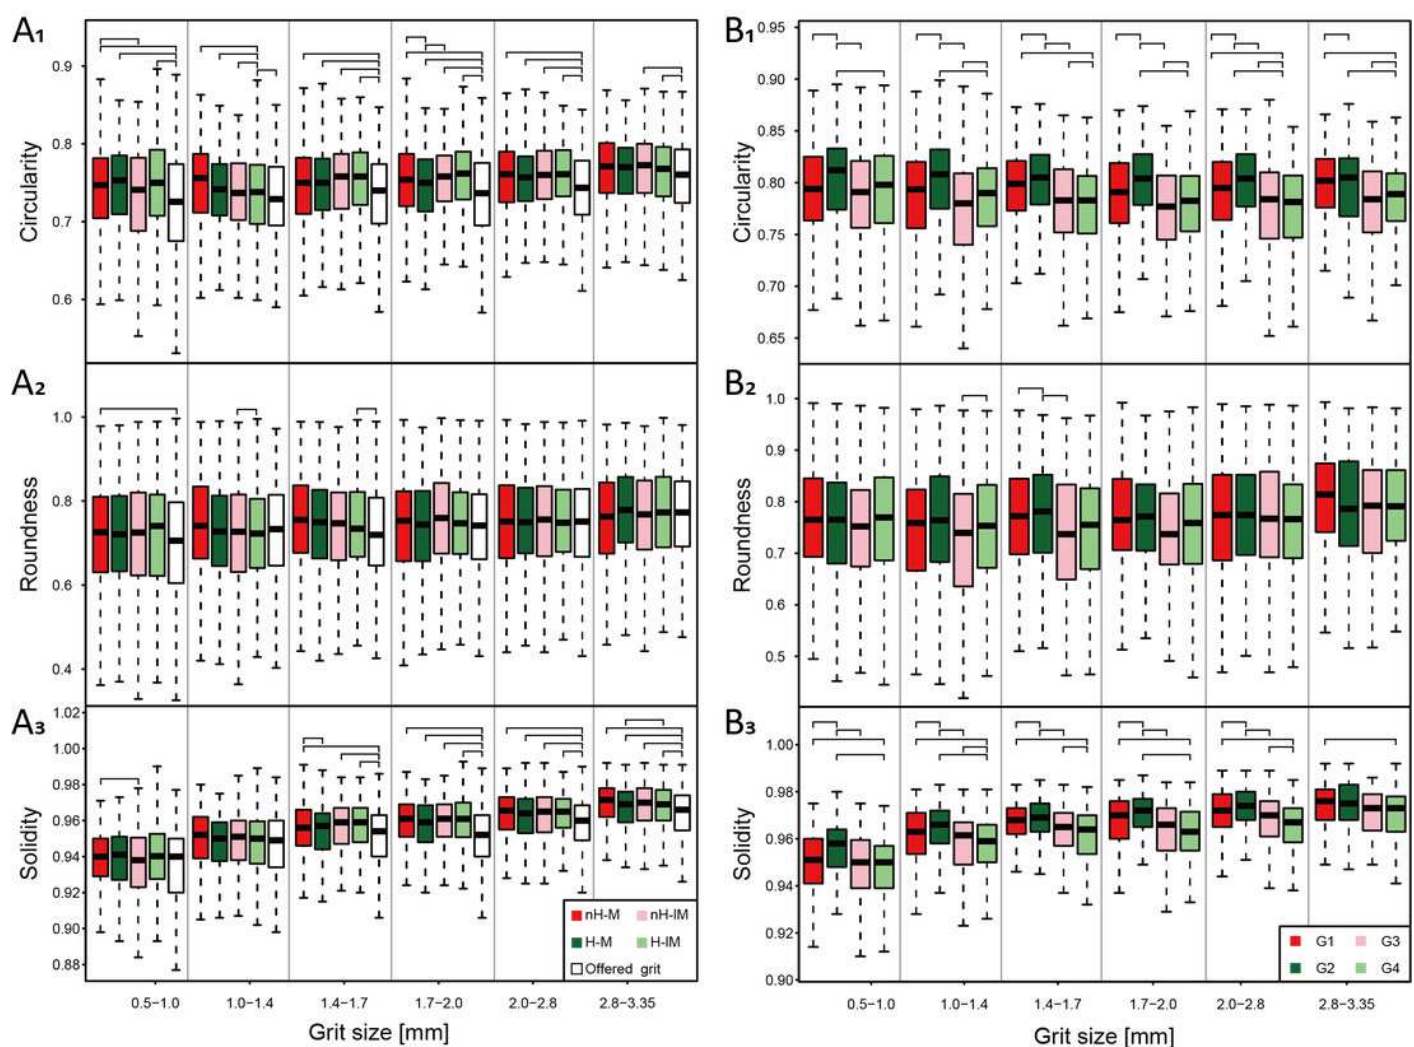 A₁
Circularity
0.9
0.8
0.7
0.6
A₂
Roundness
1.0
0.8
0.6
0.4
A₃
Solidity
1.02
1.00
0.98
0.96
0.94
0.92
0.90
0.88
nH-M nH-IM
H-M H-IM
Offered grit
0.5−1.0 1.0−1.4 1.4−1.7 1.7−2.0 2.0−2.8 2.8−3.35
Grit size [mm]
B₁
Circularity
0.95
0.90
0.85
0.80
0.75
0.70
0.65
B₂
Roundness
1.0
0.9
0.8
0.7
0.6
0.5
B₃
Solidity
1.00
0.98
0.96
0.94
0.92
0.90
G1 G3
G2 G4
0.5−1.0 1.0−1.4 1.4−1.7 1.7−2.0 2.0−2.8 2.8−3.35
Grit size [mm]